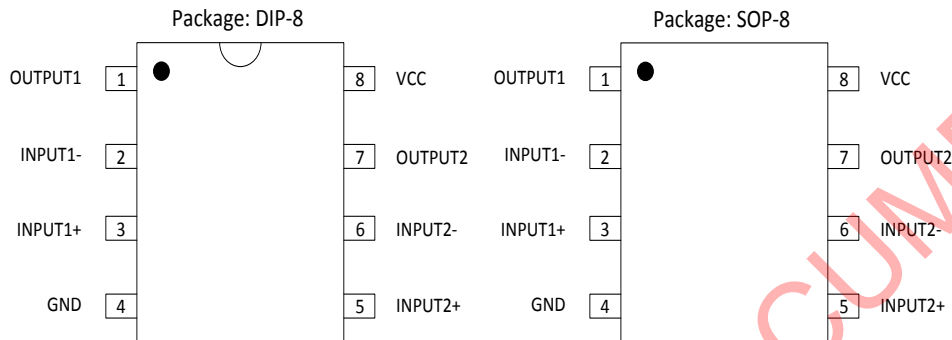 Package: DIP-8
OUTPUT1 1 8 VCC
INPUT1- 2 7 OUTPUT2
INPUT1+ 3 6 INPUT2-
GND 4 5 INPUT2+
Package: SOP-8
OUTPUT1 1 8 VCC
INPUT1- 2 7 OUTPUT2
INPUT1+ 3 6 INPUT2-
GND 4 5 INPUT2+